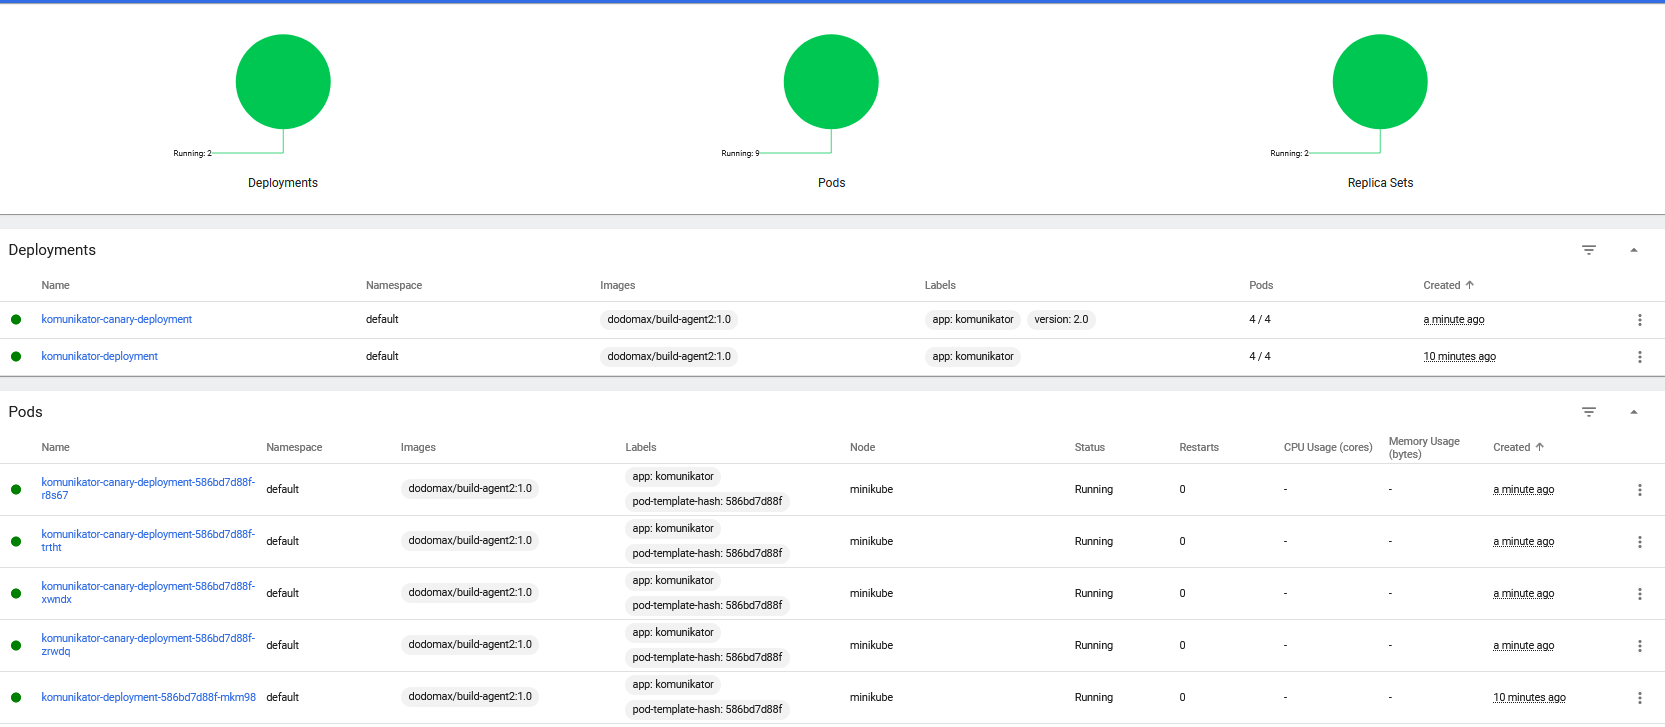 Running: 2
Running: 9
Running: 2
Deployments
Pods
Replica Sets
Deployments
Name Namespace Images Labels Pods Created
komunikator-canary-deployment default dodomax/build-agent2:1.0 app: komunikator version: 2.0 4 / 4 a minute ago
komunikator-deployment default dodomax/build-agent2:1.0 app: komunikator 4 / 4 10 minutes ago
Pods
Name Namespace Images Labels Node Status Restarts CPU Usage (cores) Memory Usage (bytes) Created
komunikator-canary-deployment-586bd7d88f-
r8s67
default dodomax/build-agent2:1.0
app: komunikator
pod-template-hash: 586bd7d88f
minikube Running 0 - - a minute ago
komunikator-canary-deployment-586bd7d88f-
trtht
default dodomax/build-agent2:1.0
app: komunikator
pod-template-hash: 586bd7d88f
minikube Running 0 - - a minute ago
komunikator-canary-deployment-586bd7d88f-
xwndx
default dodomax/build-agent2:1.0
app: komunikator
pod-template-hash: 586bd7d88f
minikube Running 0 - - a minute ago
komunikator-canary-deployment-586bd7d88f-
zrwdq
default dodomax/build-agent2:1.0
app: komunikator
pod-template-hash: 586bd7d88f
minikube Running 0 - - a minute ago
komunikator-deployment-586bd7d88f-mkm98 default dodomax/build-agent2:1.0
app: komunikator
pod-template-hash: 586bd7d88f
minikube Running 0 - - 10 minutes ago